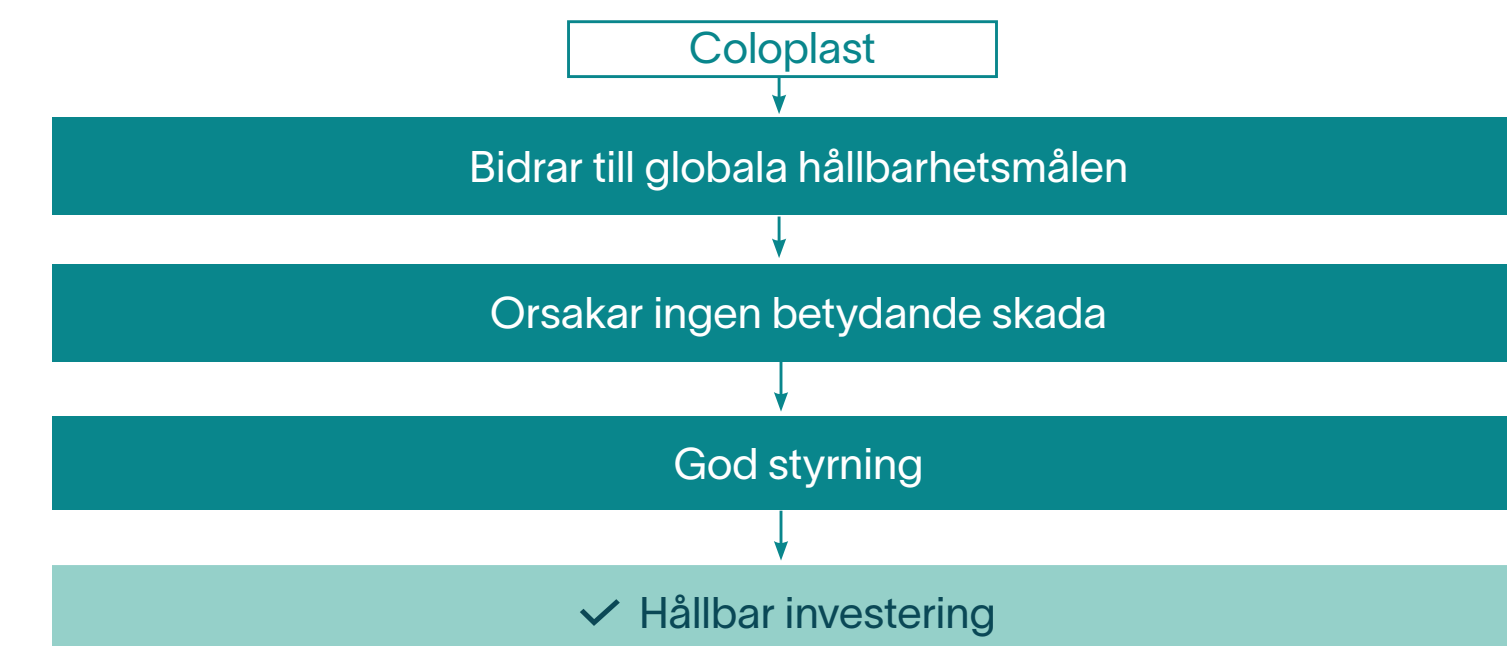 Coloplast
Bidrar till globala hållbarhetsmålen
Orsakar ingen betydande skada
God styrning
Hållbar investering